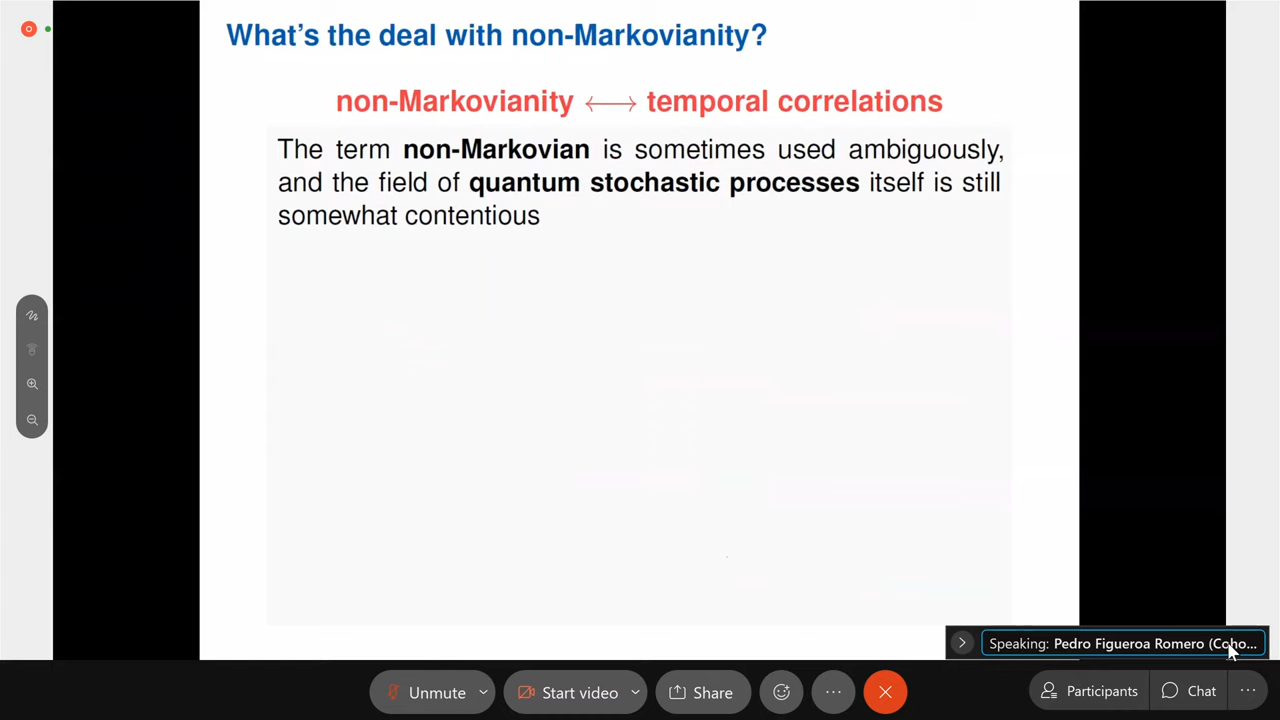 What's the deal with non-Markovianity?
non-Markovianity ⟷ temporal correlations
The term non-Markovian is sometimes used ambiguously,
and the field of quantum stochastic processes itself is still
somewhat contentious
Speaking: Pedro Figueroa Romero (Coho...
Unmute
Start video
Share
Participants
Chat